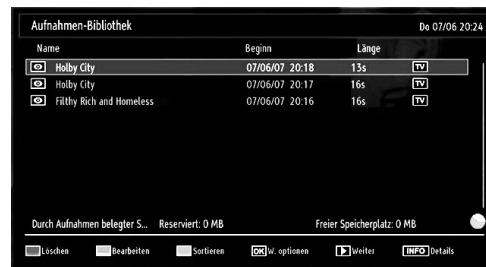 Aufnahmen-Bibliothek Do 07/06 20:24
Name Beginn Länge
Holby City 07/06/07 20:18 13s TV
Holby City 07/06/07 20:17 16s TV
Filthy Rich and Homeless 07/06/07 20:16 16s TV
Durch Aufnahmen belegter S... Reserviert: 0 MB Freier Speicherplatz: 0 MB
Löschen Bearbeiten Sortieren OK W. optionen Weiter INFO Details